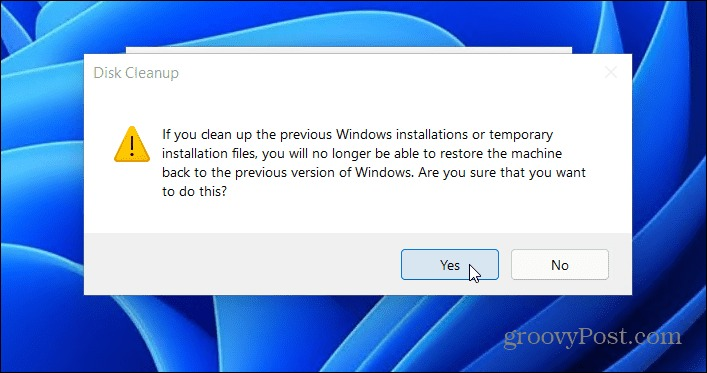 Disk Cleanup
If you clean up the previous Windows installations or temporary
installation files, you will no longer be able to restore the machine
back to the previous version of Windows. Are you sure that you want
to do this?
Yes
No
groovyPost.com